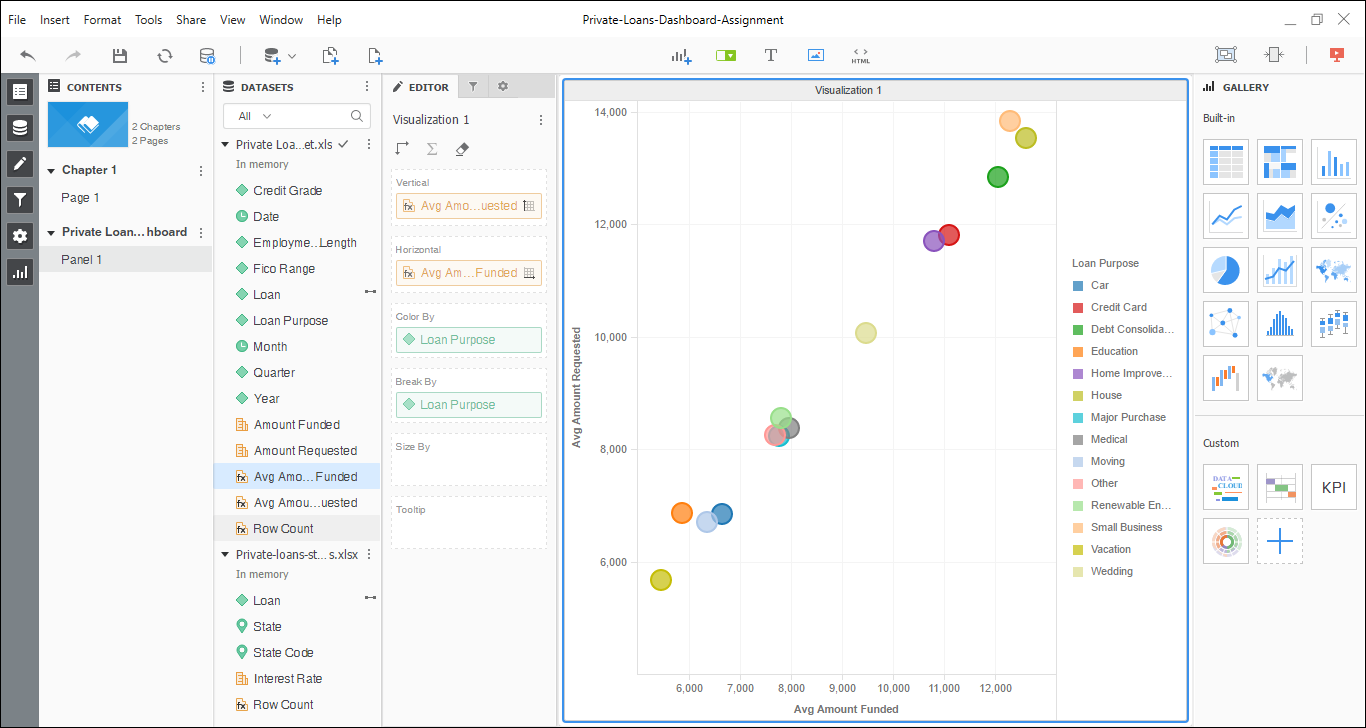 File Insert Format Tools Share View Window Help
Private-Loans-Dashboard-Assignment
HTML
CONTENTS
2 Chapters
2 Pages
Chapter 1
Page 1
Private Loan...hboard
Panel 1
DATASETS
All
Private Loa...et.xls
In memory
Credit Grade
Date
Employme...Length
Fico Range
Loan
Loan Purpose
Month
Quarter
Year
Amount Funded
Amount Requested
fx Avg Amo... Funded
fx Avg Amou...uested
fx Row Count
Private-loans-st...s.xlsx
In memory
Loan
State
State Code
Interest Rate
fx Row Count
EDITOR
Visualization 1
Vertical
fx Avg Amo...uested
Horizontal
fx Avg Am...Funded
Color By
Loan Purpose
Break By
Loan Purpose
Size By
Tooltip
Visualization 1
Avg Amount Requested
14,000
12,000
10,000
8,000
6,000
6,000 7,000 8,000 9,000 10,000 11,000 12,000
Avg Amount Funded
Loan Purpose
Car
Credit Card
Debt Consolida...
Education
Home Improve...
House
Major Purchase
Medical
Moving
Other
Renewable En...
Small Business
Vacation
Wedding
GALLERY
Built-in
Custom
DATA
CLOUD
KPI